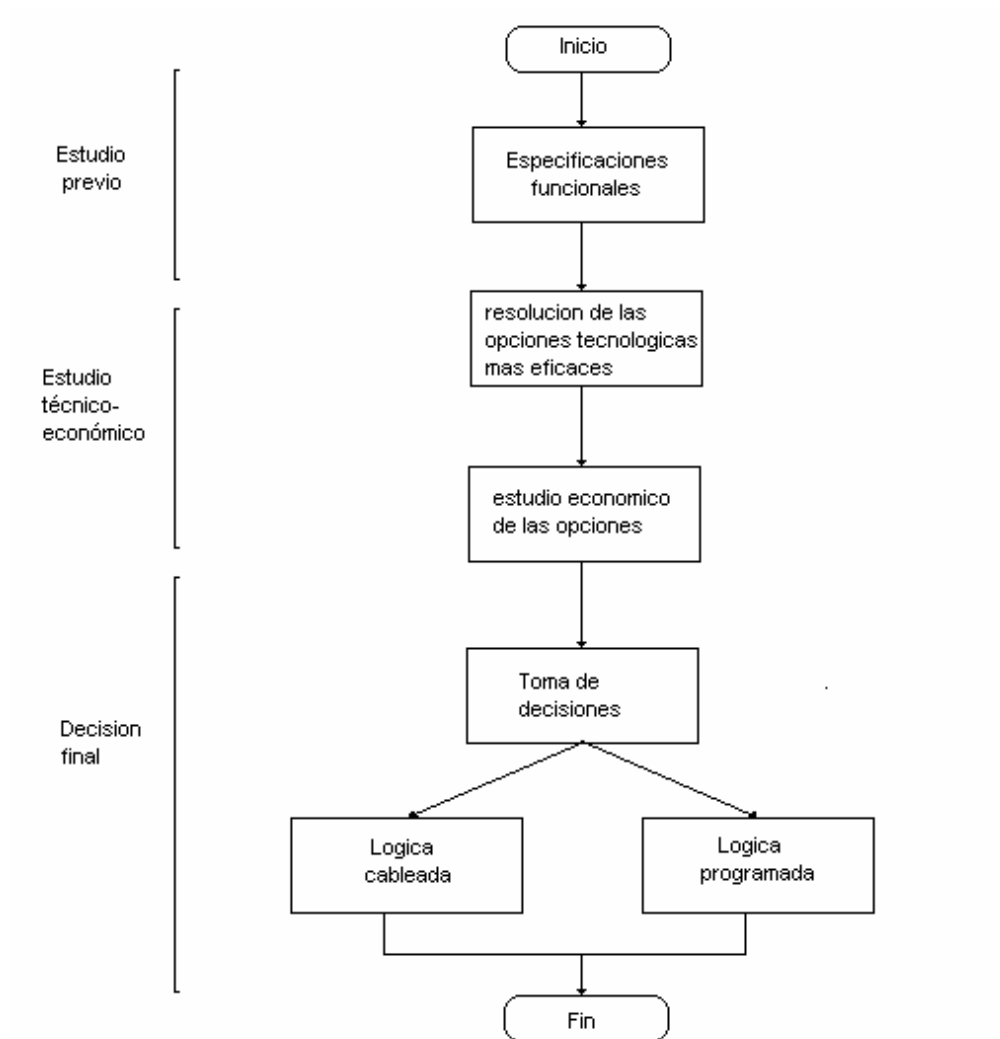 Inicio
Estudio
previo
Especificaciones
funcionales
resolucion de las
opciones tecnologicas
mas eficaces
Estudio
técnico-
económico
estudio economico
de las opciones
Toma de
decisiones
Decision
final
Logica
cableada
Logica
programada
Fin